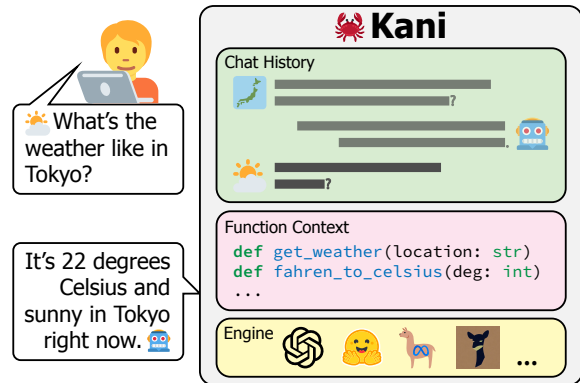 Kani
What's the
weather like in
Tokyo?
Chat History
?
.
?
Function Context
def get_weather(location: str)
def fahren_to_celsius(deg: int)
...
It's 22 degrees
Celsius and
sunny in Tokyo
right now.
Engine
...